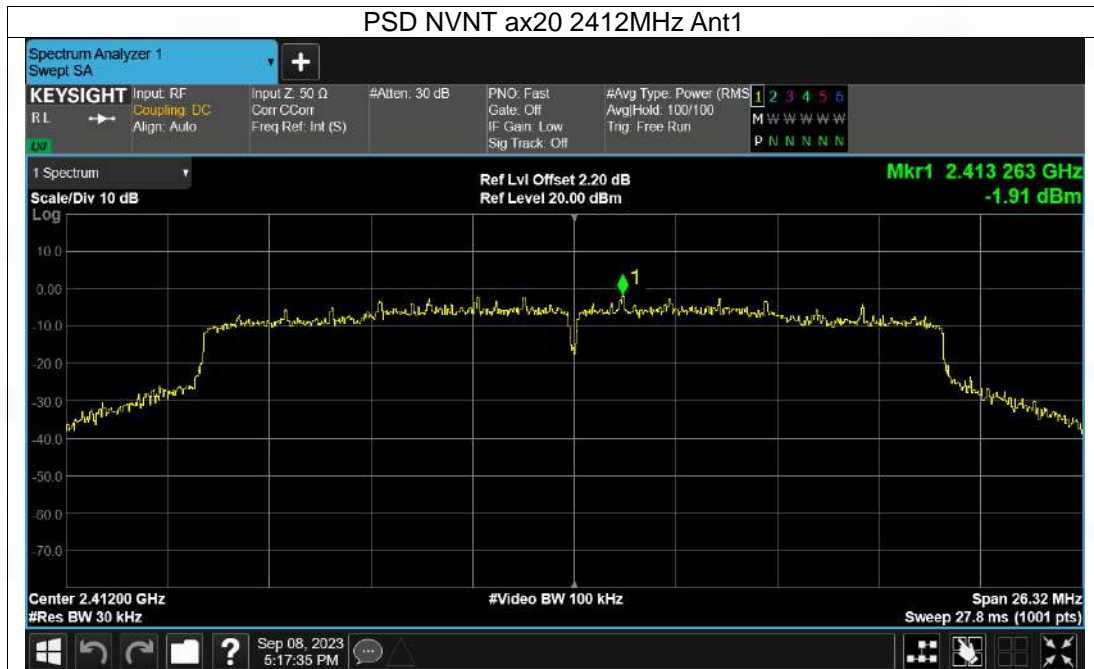 PSD NVNT ax20 2412MHz Ant1
Spectrum Analyzer 1
Swept SA
+
KEYSIGHT
RL
LXI
Input: RF
Coupling: DC
Align: Auto
Input Z: 50 Ω
Corr CCorr
Freq Ref: Int (S)
#Atten: 30 dB
PNO: Fast
Gate: Off
IF Gain: Low
Sig Track: Off
#Avg Type: Power (RMS
Avg|Hold: 100/100
Trig: Free Run
1 2 3 4 5 6
M W W W W W
P N N N N N
1 Spectrum
Scale/Div 10 dB
Ref Lvl Offset 2.20 dB
Ref Level 20.00 dBm
Mkr1 2.413 263 GHz
-1.91 dBm
Log
10.0
0.00
-10.0
-20.0
-30.0
-40.0
-50.0
-60.0
-70.0
1
Center 2.41200 GHz
#Res BW 30 kHz
#Video BW 100 kHz
Span 26.32 MHz
Sweep 27.8 ms (1001 pts)
?
Sep 08, 2023
5:17:35 PM